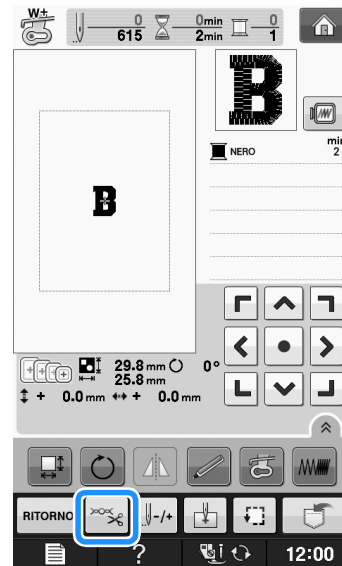 W+
0 0min 0
615 2min 1
B
min
NERO 2
B
29.8 mm 0°
25.8 mm
+ 0.0 mm + 0.0 mm
RITORNO -/+
? 12:00